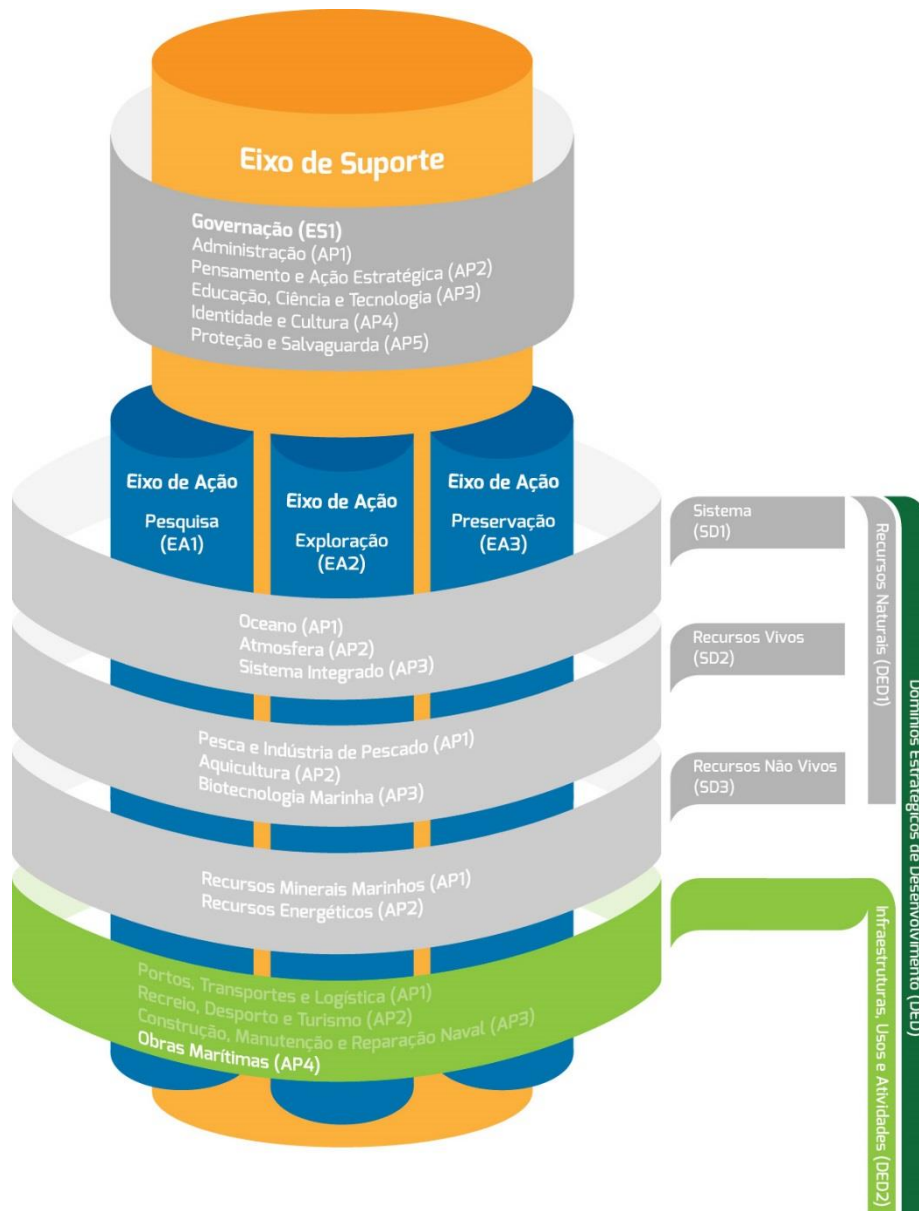 Eixo de Suporte
Governação (ES1)
Administração (AP1)
Pensamento e Ação Estratégica (AP2)
Educação, Ciência e Tecnologia (AP3)
Identidade e Cultura (AP4)
Proteção e Salvaguarda (AP5)
Eixo de Ação
Pesquisa
(EA1)
Eixo de Ação
Exploração
(EA2)
Eixo de Ação
Preservação
(EA3)
Oceano (AP1)
Atmosfera (AP2)
Sistema Integrado (AP3)
Pesca e Indústria de Pescado (AP1)
Aquicultura (AP2)
Biotecnologia Marinha (AP3)
Recursos Minerais Marinhos (AP1)
Recursos Energéticos (AP2)
Portos, Transportes e Logística (AP1)
Recreio, Desporto e Turismo (AP2)
Construção, Manutenção e Reparação Naval (AP3)
Obras Marítimas (AP4)
Sistema
(SD1)
Recursos Vivos
(SD2)
Recursos Não Vivos
(SD3)
Recursos Naturais (DED1)
Infraestruturas, Usos e Atividades (DED2)
Domínios Estratégicos de Desenvolvimento (DED)